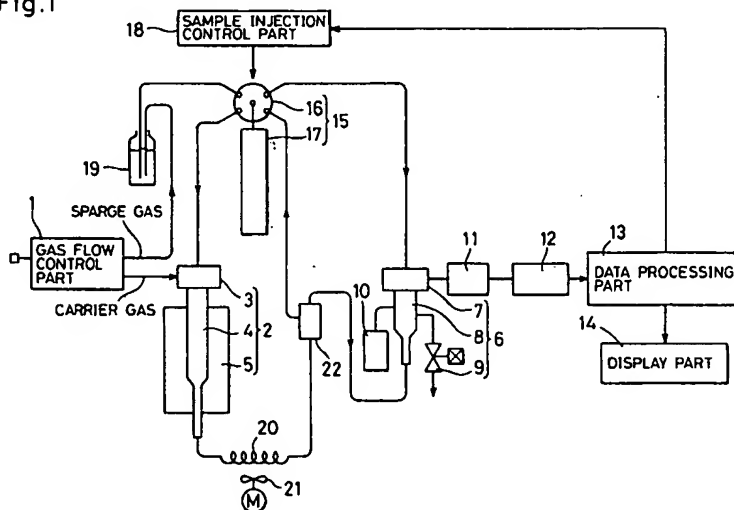 Fig.1
18
SAMPLE INJECTION
CONTROL PART
16
17
15
19
1
SPARGE GAS
GAS FLOW
CONTROL
PART
CARRIER GAS
3
4
2
5
22
10
11
12
13
DATA PROCESSING
PART
7
8
6
9
14
DISPLAY PART
20
21
M